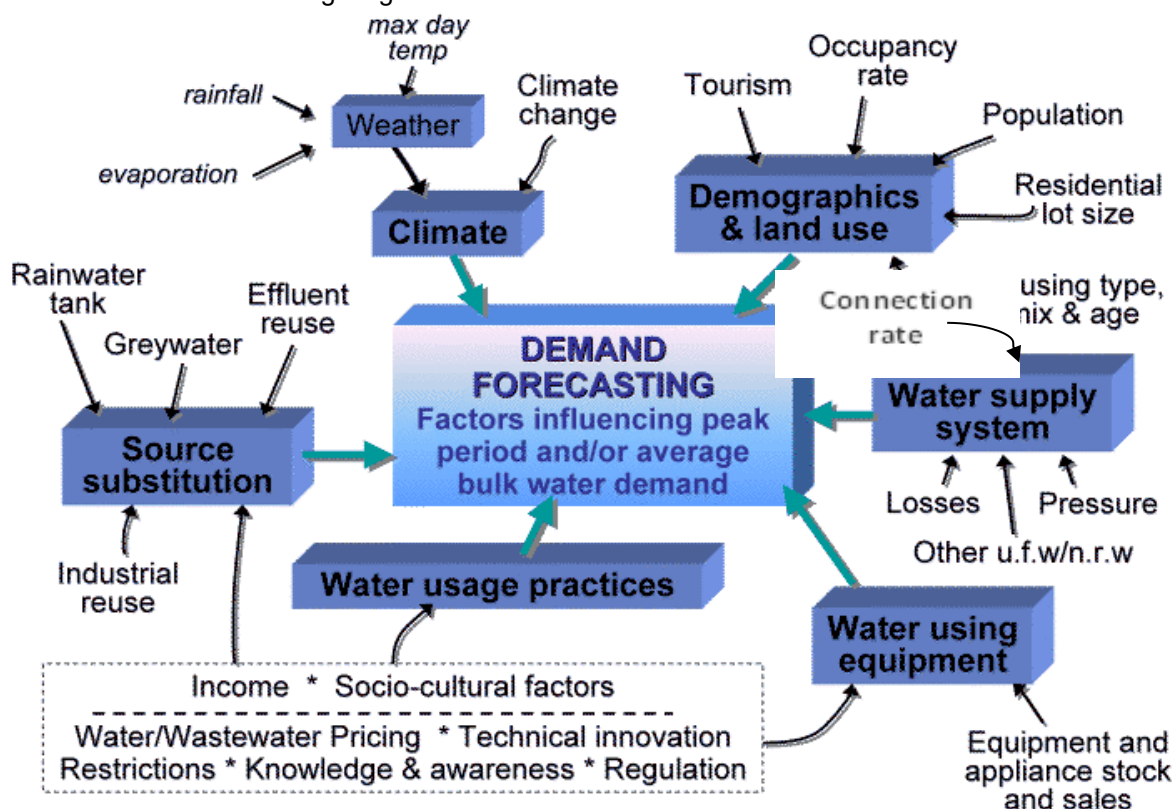 max day
temp
rainfall
evaporation
Weather
Climate
change
Climate
Tourism
Occupancy
rate
Population
Residential
lot size
Demographics
& land use
Connection
rate
using type,
mix & age
Rainwater
tank
Greywater
Effluent
reuse
Source
substitution
Industrial
reuse
DEMAND
FORECASTING
Factors influencing peak
period and/or average
bulk water demand
Water supply
system
Losses
Pressure
Other u.f.w/n.r.w
Water usage practices
Water using
equipment
Income * Socio-cultural factors
Water/Wastewater Pricing * Technical innovation
Restrictions * Knowledge & awareness * Regulation
Equipment and
appliance stock
and sales